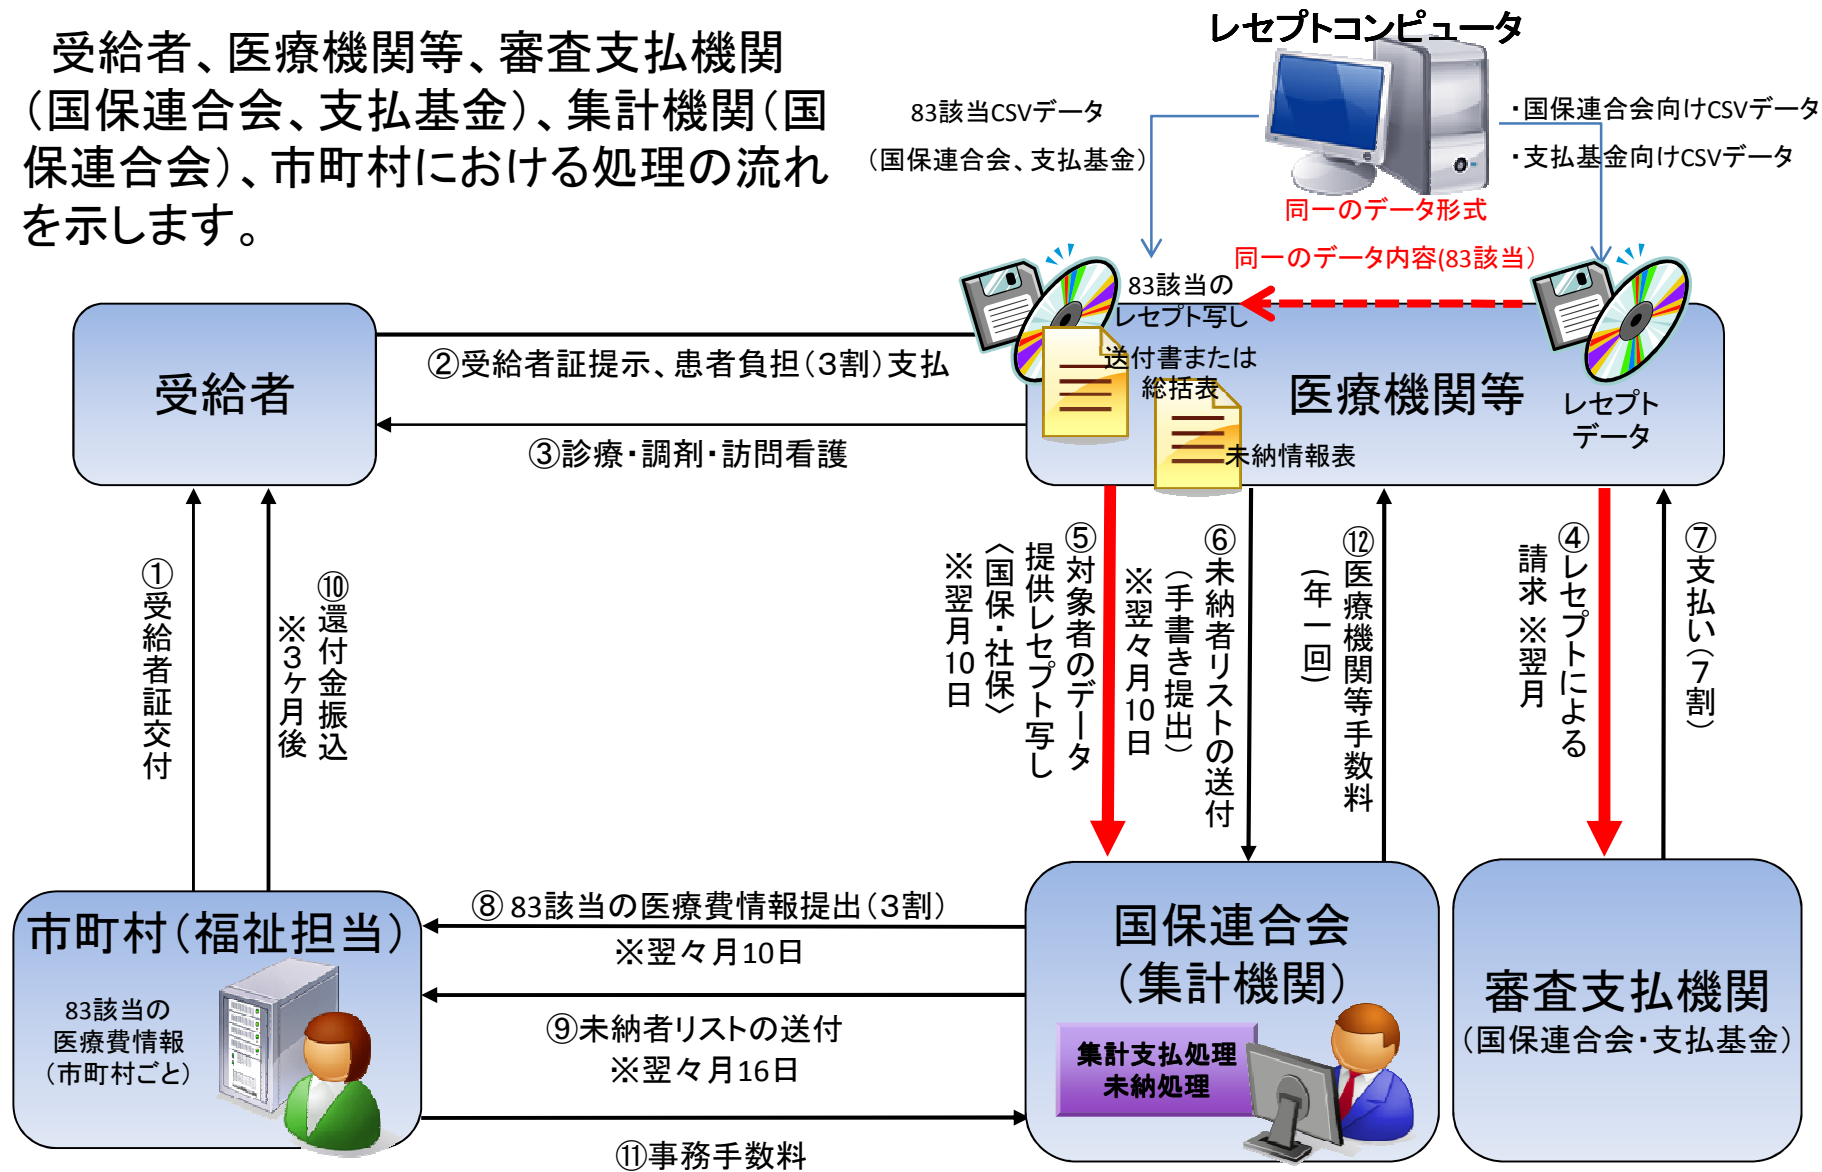 受給者、医療機関等、審査支払機関
（国保連合会、支払基金）、集計機関（国
保連合会）、市町村における処理の流れ
を示します。
レセプトコンピュータ
83該当CSVデータ
（国保連合会、支払基金）
・国保連合会向けCSVデータ
・支払基金向けCSVデータ
同一のデータ形式
同一のデータ内容(83該当）
83該当の
レセプト写し
送付書または
総括表
未納情報表
医療機関等
レセプト
データ
受給者
②受給者証提示、患者負担（３割）支払
③診療・調剤・訪問看護
①受給者証交付
⑩還付金振込
※３ヶ月後
⑤対象者のデータ
提供レセプト写し
〈国保・社保〉
※翌月10日
⑥未納者リストの送付
（手書き提出）
※翌々月10日
⑫医療機関等手数料
（年一回）
④レセプトによる
請求 ※翌月
⑦支払い（７割）
市町村（福祉担当）
83該当の
医療費情報
（市町村ごと）
⑧83該当の医療費情報提出（３割）
※翌々月10日
⑨未納者リストの送付
※翌々月16日
⑪事務手数料
国保連合会
（集計機関）
集計支払処理
未納処理
審査支払機関
（国保連合会・支払基金）